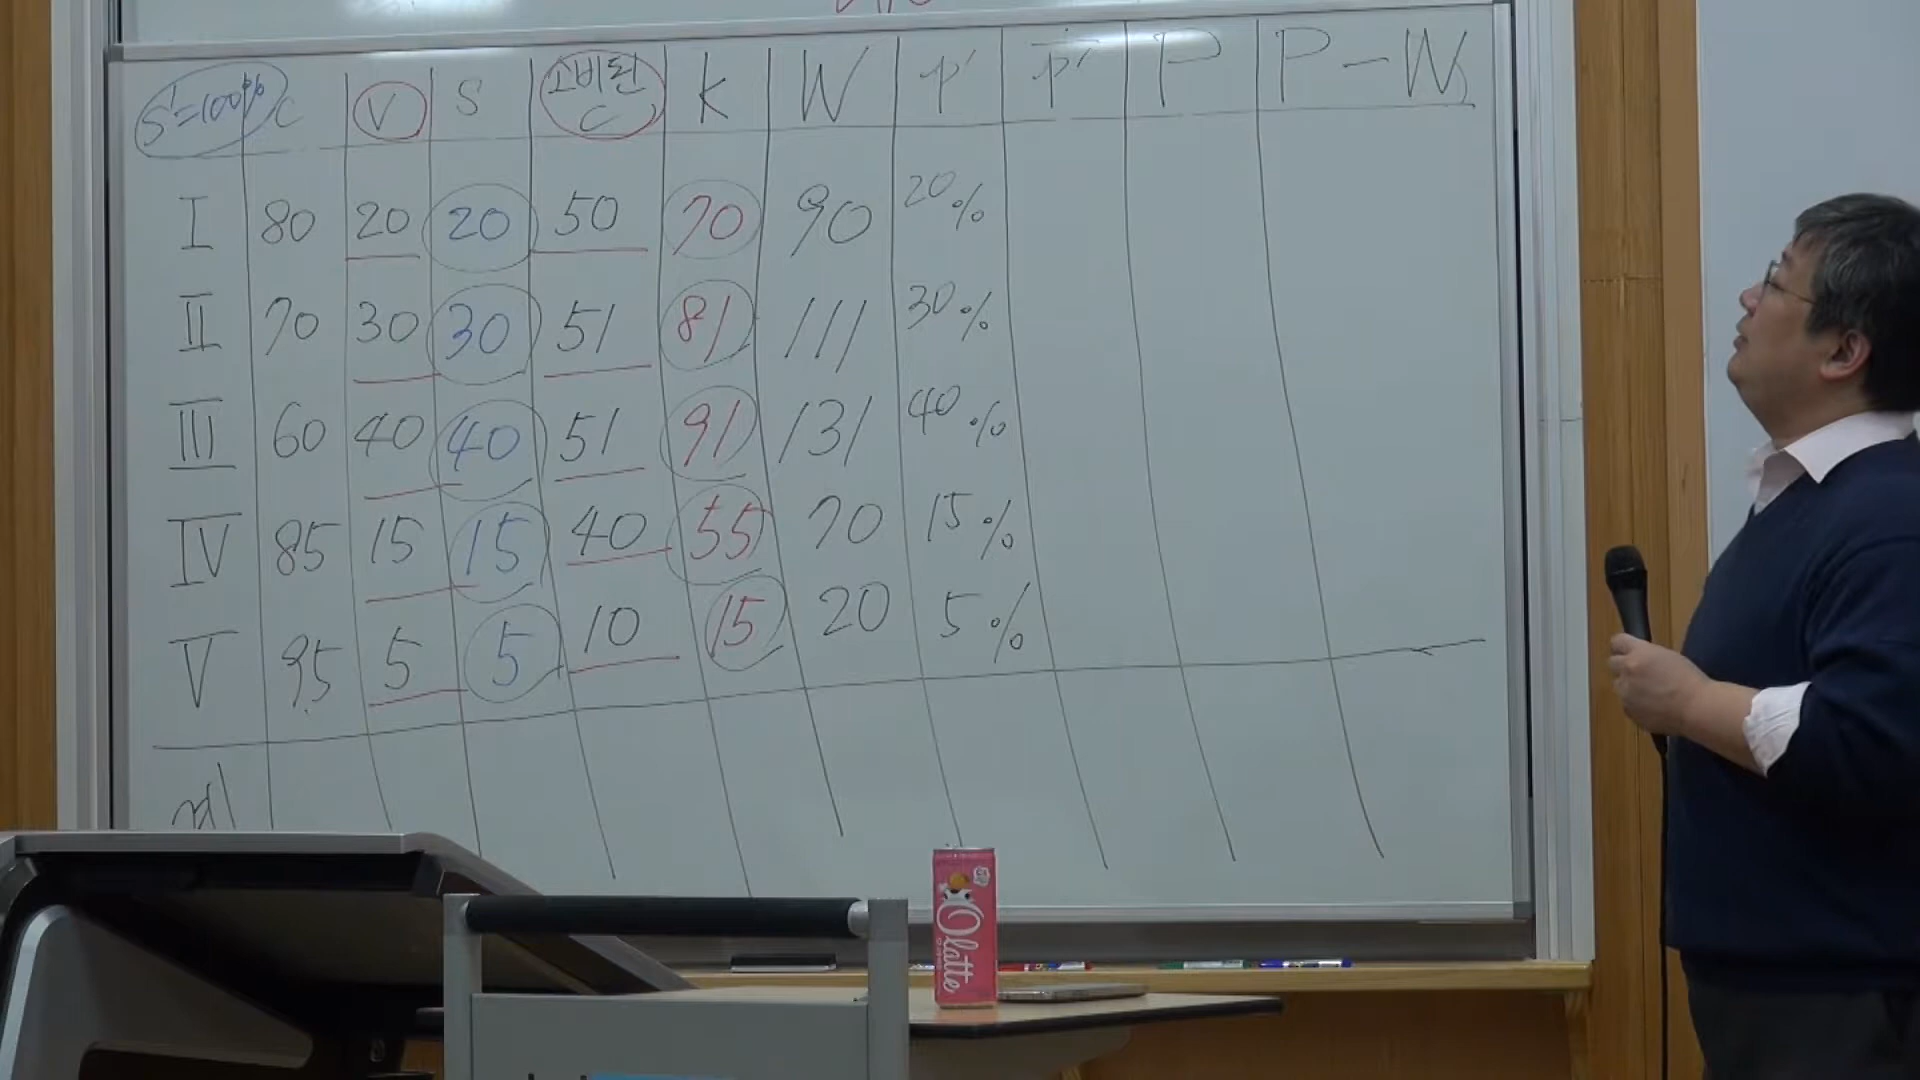 S'=100% C V S 소비된 C K W p' p̄' P P-W
I 80 20 20 50 70 90 20%
II 70 30 30 51 81 111 30%
III 60 40 40 51 91 131 40%
IV 85 15 15 40 55 70 15%
V 95 5 5 10 15 20 5%
계
Olatte